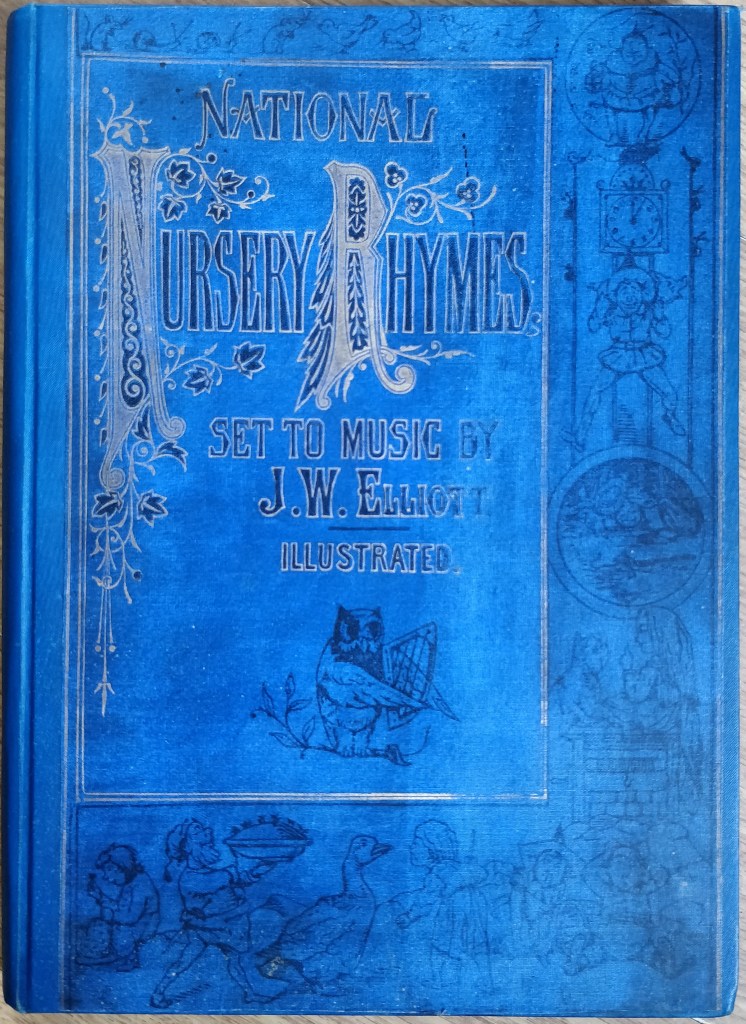 NATIONAL
NURSERY RHYMES
SET TO MUSIC BY
J. W. ELLIOTT
ILLUSTRATED.